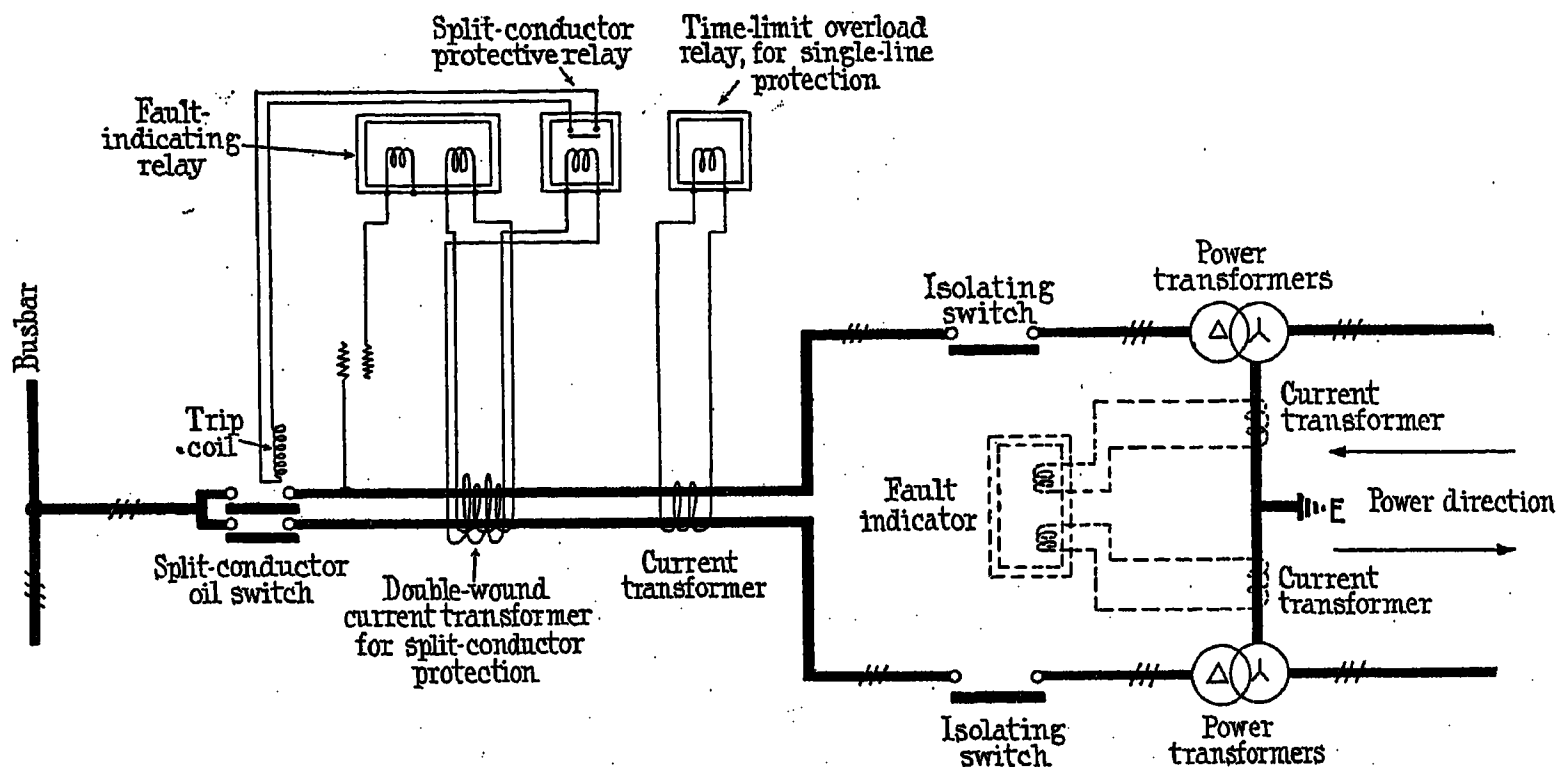 Split-conductor
protective relay
Time-limit overload
relay, for single-line
protection
Fault-
indicating
relay
Busbar
Trip
coil
Split-conductor
oil switch
Double-wound
current transformer
for split-conductor
protection
Current
transformer
Isolating
switch
Power
transformers
Current
transformer
Fault
indicator
E
Power direction
Current
transformer
Isolating
switch
Power
transformers